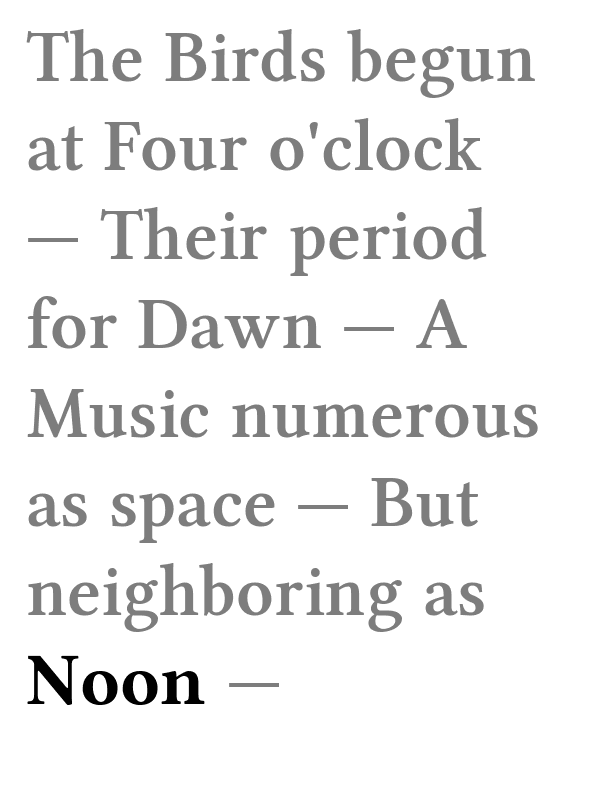 The Birds begun
at Four o'clock
— Their period
for Dawn — A
Music numerous
as space — But
neighboring as
Noon —